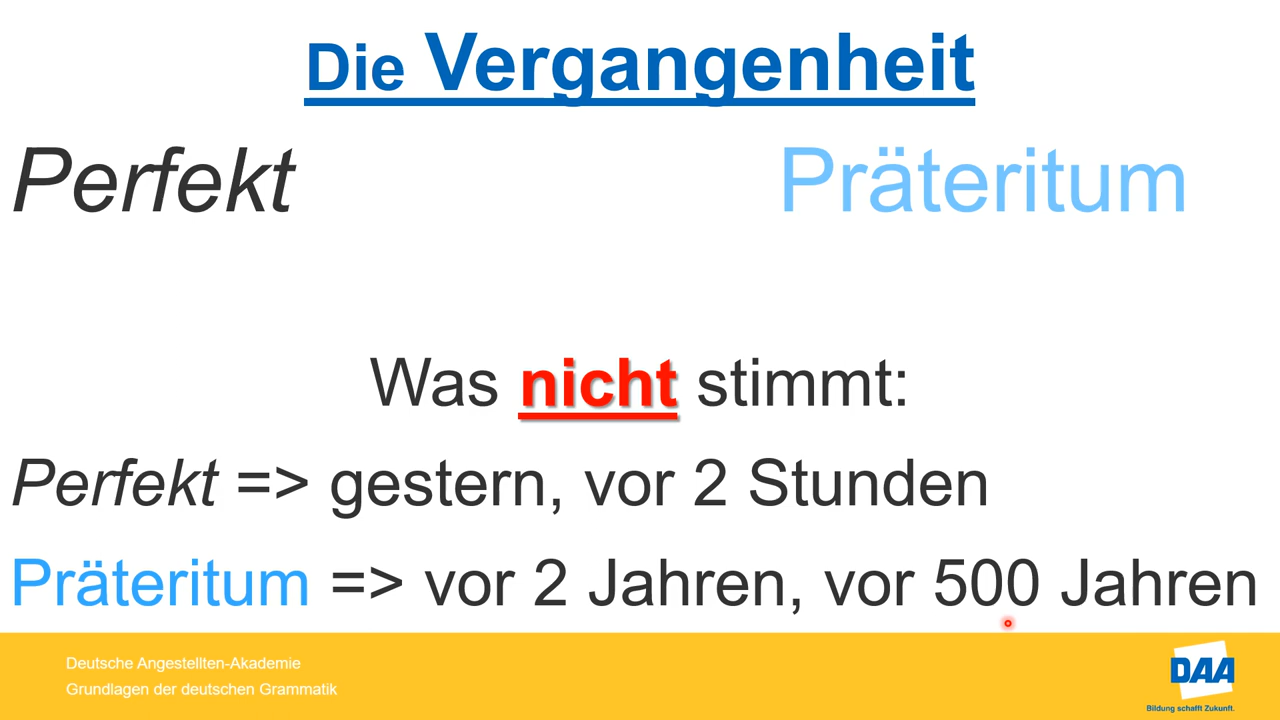 Die Vergangenheit
Perfekt Präteritum
Was nicht stimmt:
Perfekt => gestern, vor 2 Stunden
Präteritum => vor 2 Jahren, vor 500 Jahren
Deutsche Angestellten-Akademie
Grundlagen der deutschen Grammatik
DAA
Bildung schafft Zukunft.